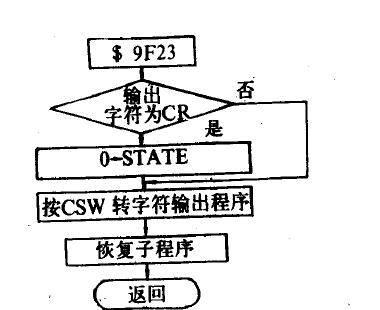 $ 9F23
输出
字符为CR
否
是
0→STATE
按CSW 转字符输出程序
恢复子程序
返回